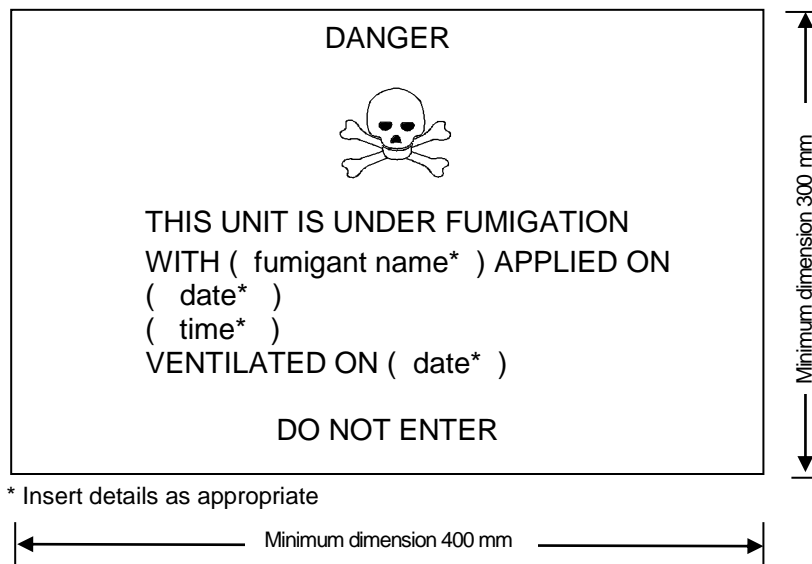 DANGER
THIS UNIT IS UNDER FUMIGATION
WITH ( fumigant name* ) APPLIED ON
( date* )
( time* )
VENTILATED ON ( date* )
DO NOT ENTER
* Insert details as appropriate
Minimum dimension 400 mm
Minimum dimension 300 mm